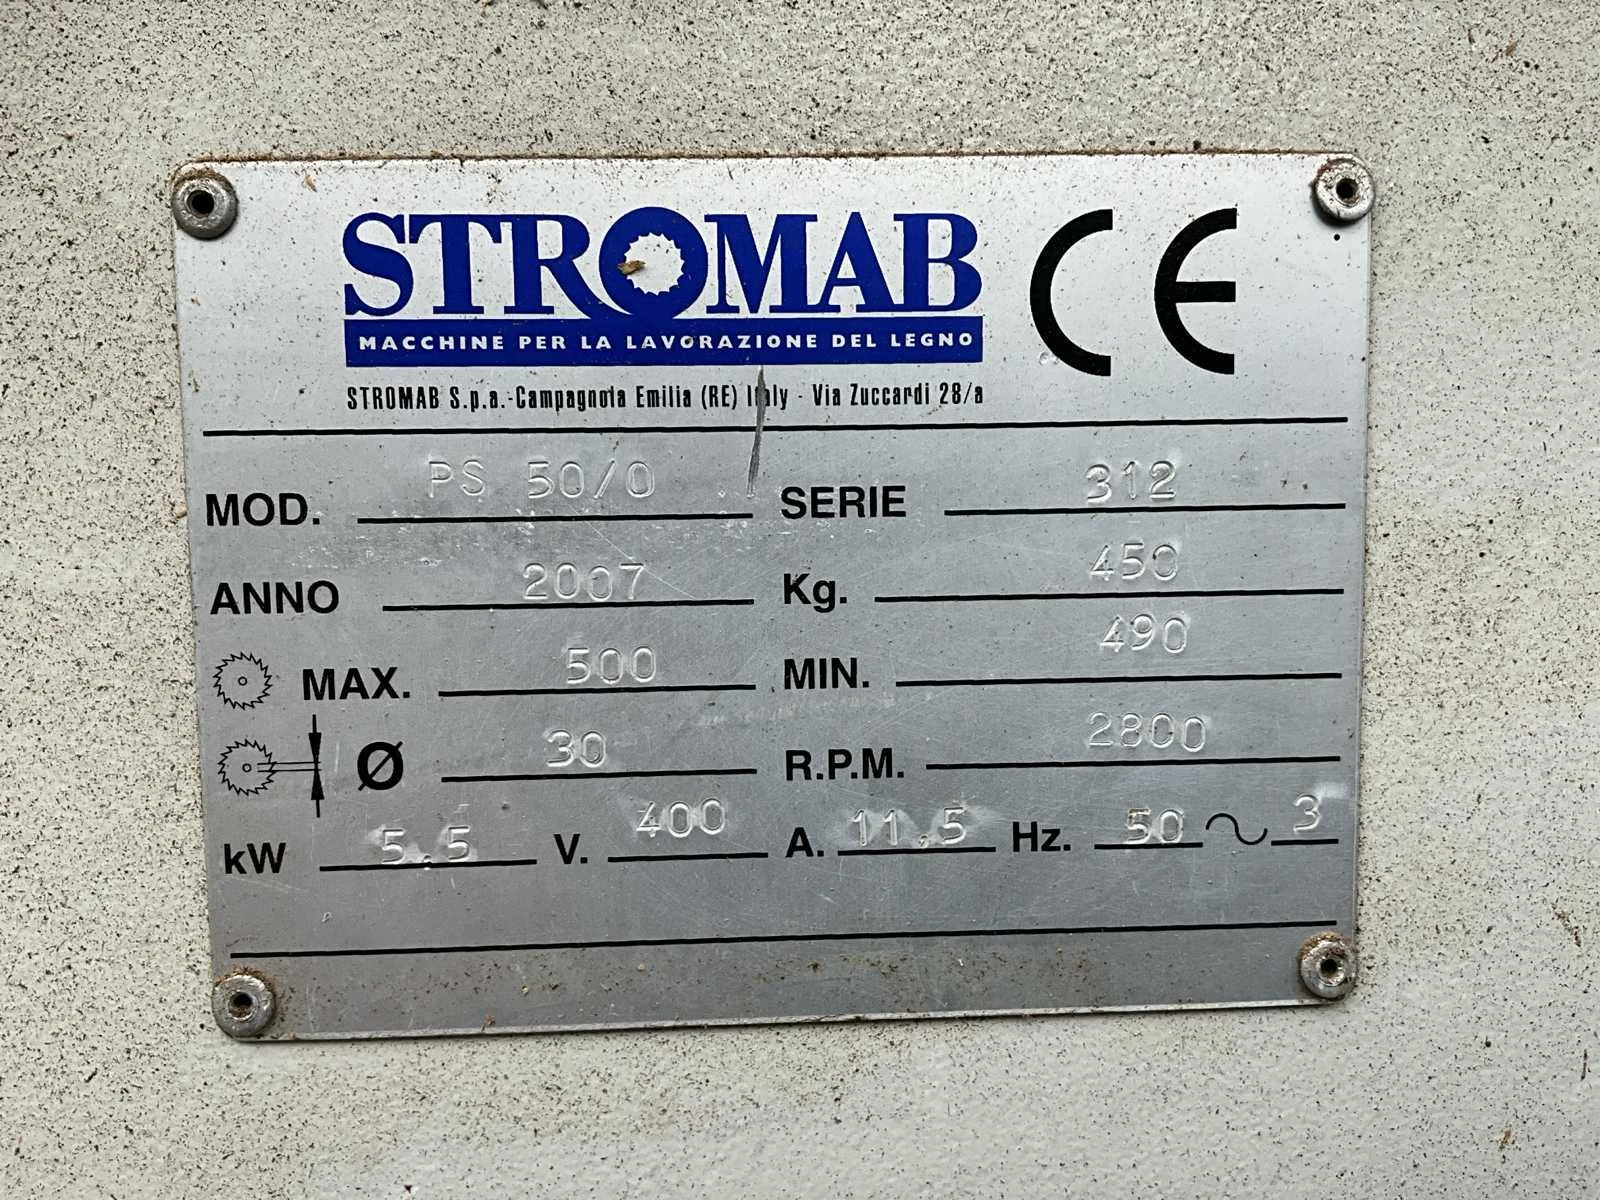 STROMAB CE
MACCHINE PER LA LAVORAZIONE DEL LEGNO
STROMAB S.p.a.-Campagnola Emilia (RE) Italy - Via Zuccardi 28/a
MOD. PS 50/0 SERIE 312
ANNO 2007 Kg. 450
MAX. 500 MIN. 490
Ø 30 R.P.M. 2800
kW 5.5 V. 400 A. 11.5 Hz. 50 ~ 3